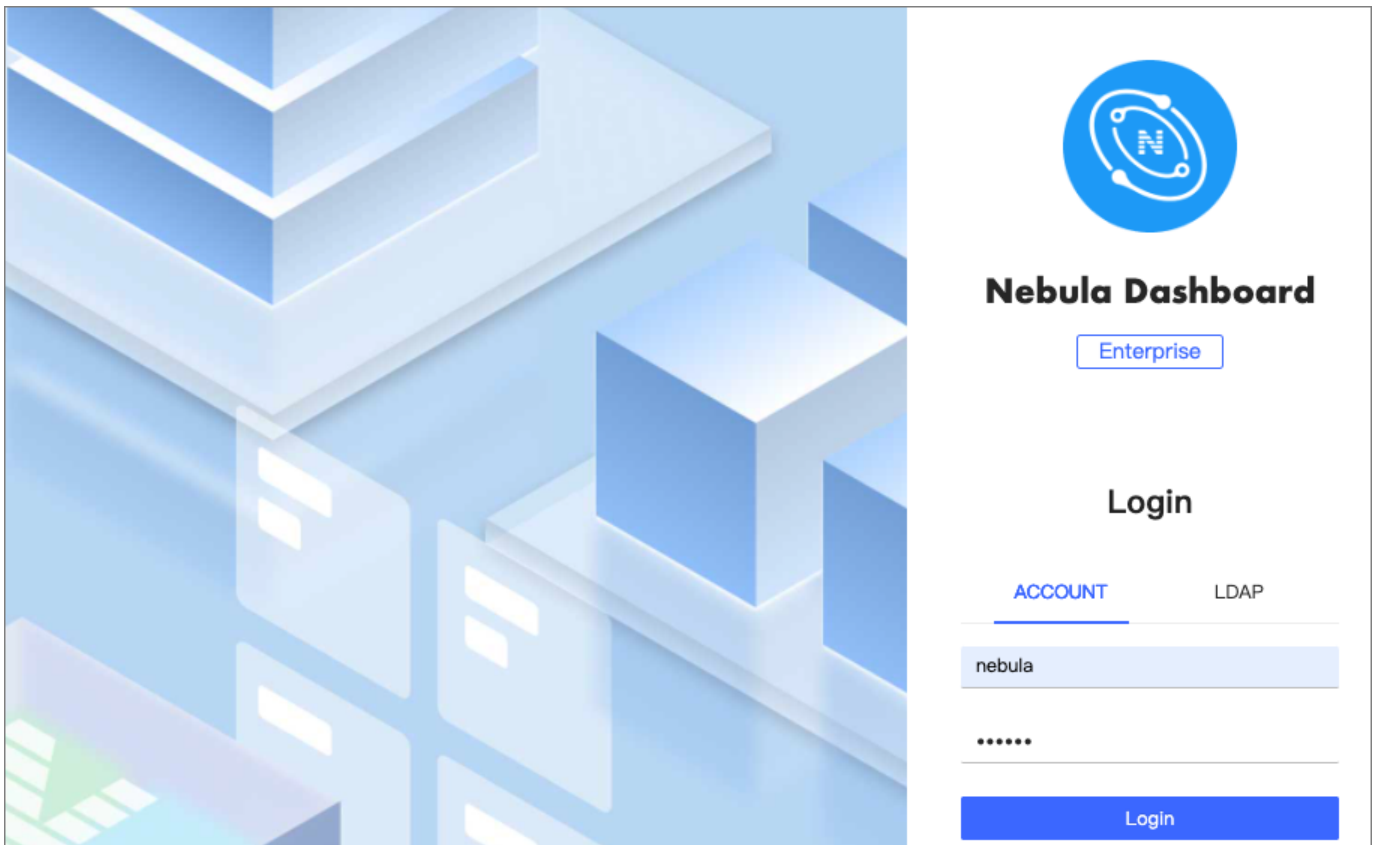 N
Nebula Dashboard
Enterprise
Login
ACCOUNT LDAP
nebula
••••••
Login